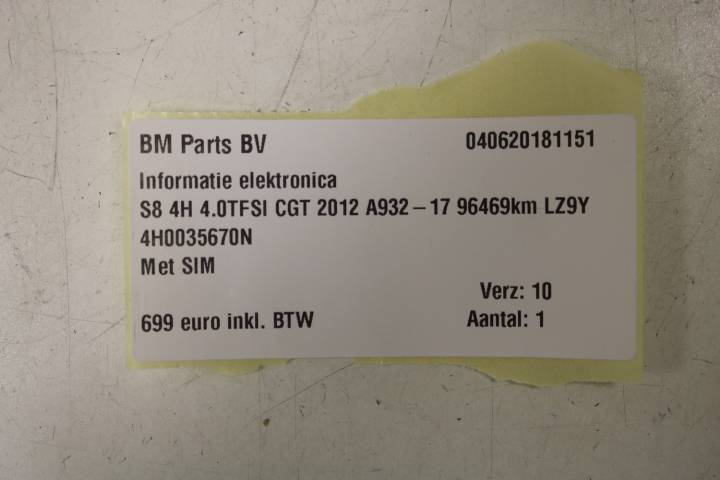 BM Parts BV 040620181151
Informatie elektronica
S8 4H 4.0TFSI CGT 2012 A932-17 96469km LZ9Y
4H0035670N
Met SIM
Verz: 10
699 euro inkl. BTW Aantal: 1